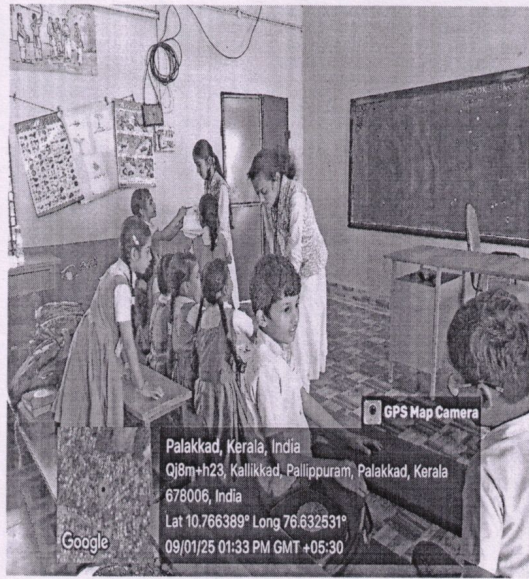 GPS Map Camera
Palakkad, Kerala, India
Qj8m+h23, Kallikkad, Pallippuram, Palakkad, Kerala
678006, India
Lat 10.766389° Long 76.632531°
09/01/25 01:33 PM GMT +05:30
Google